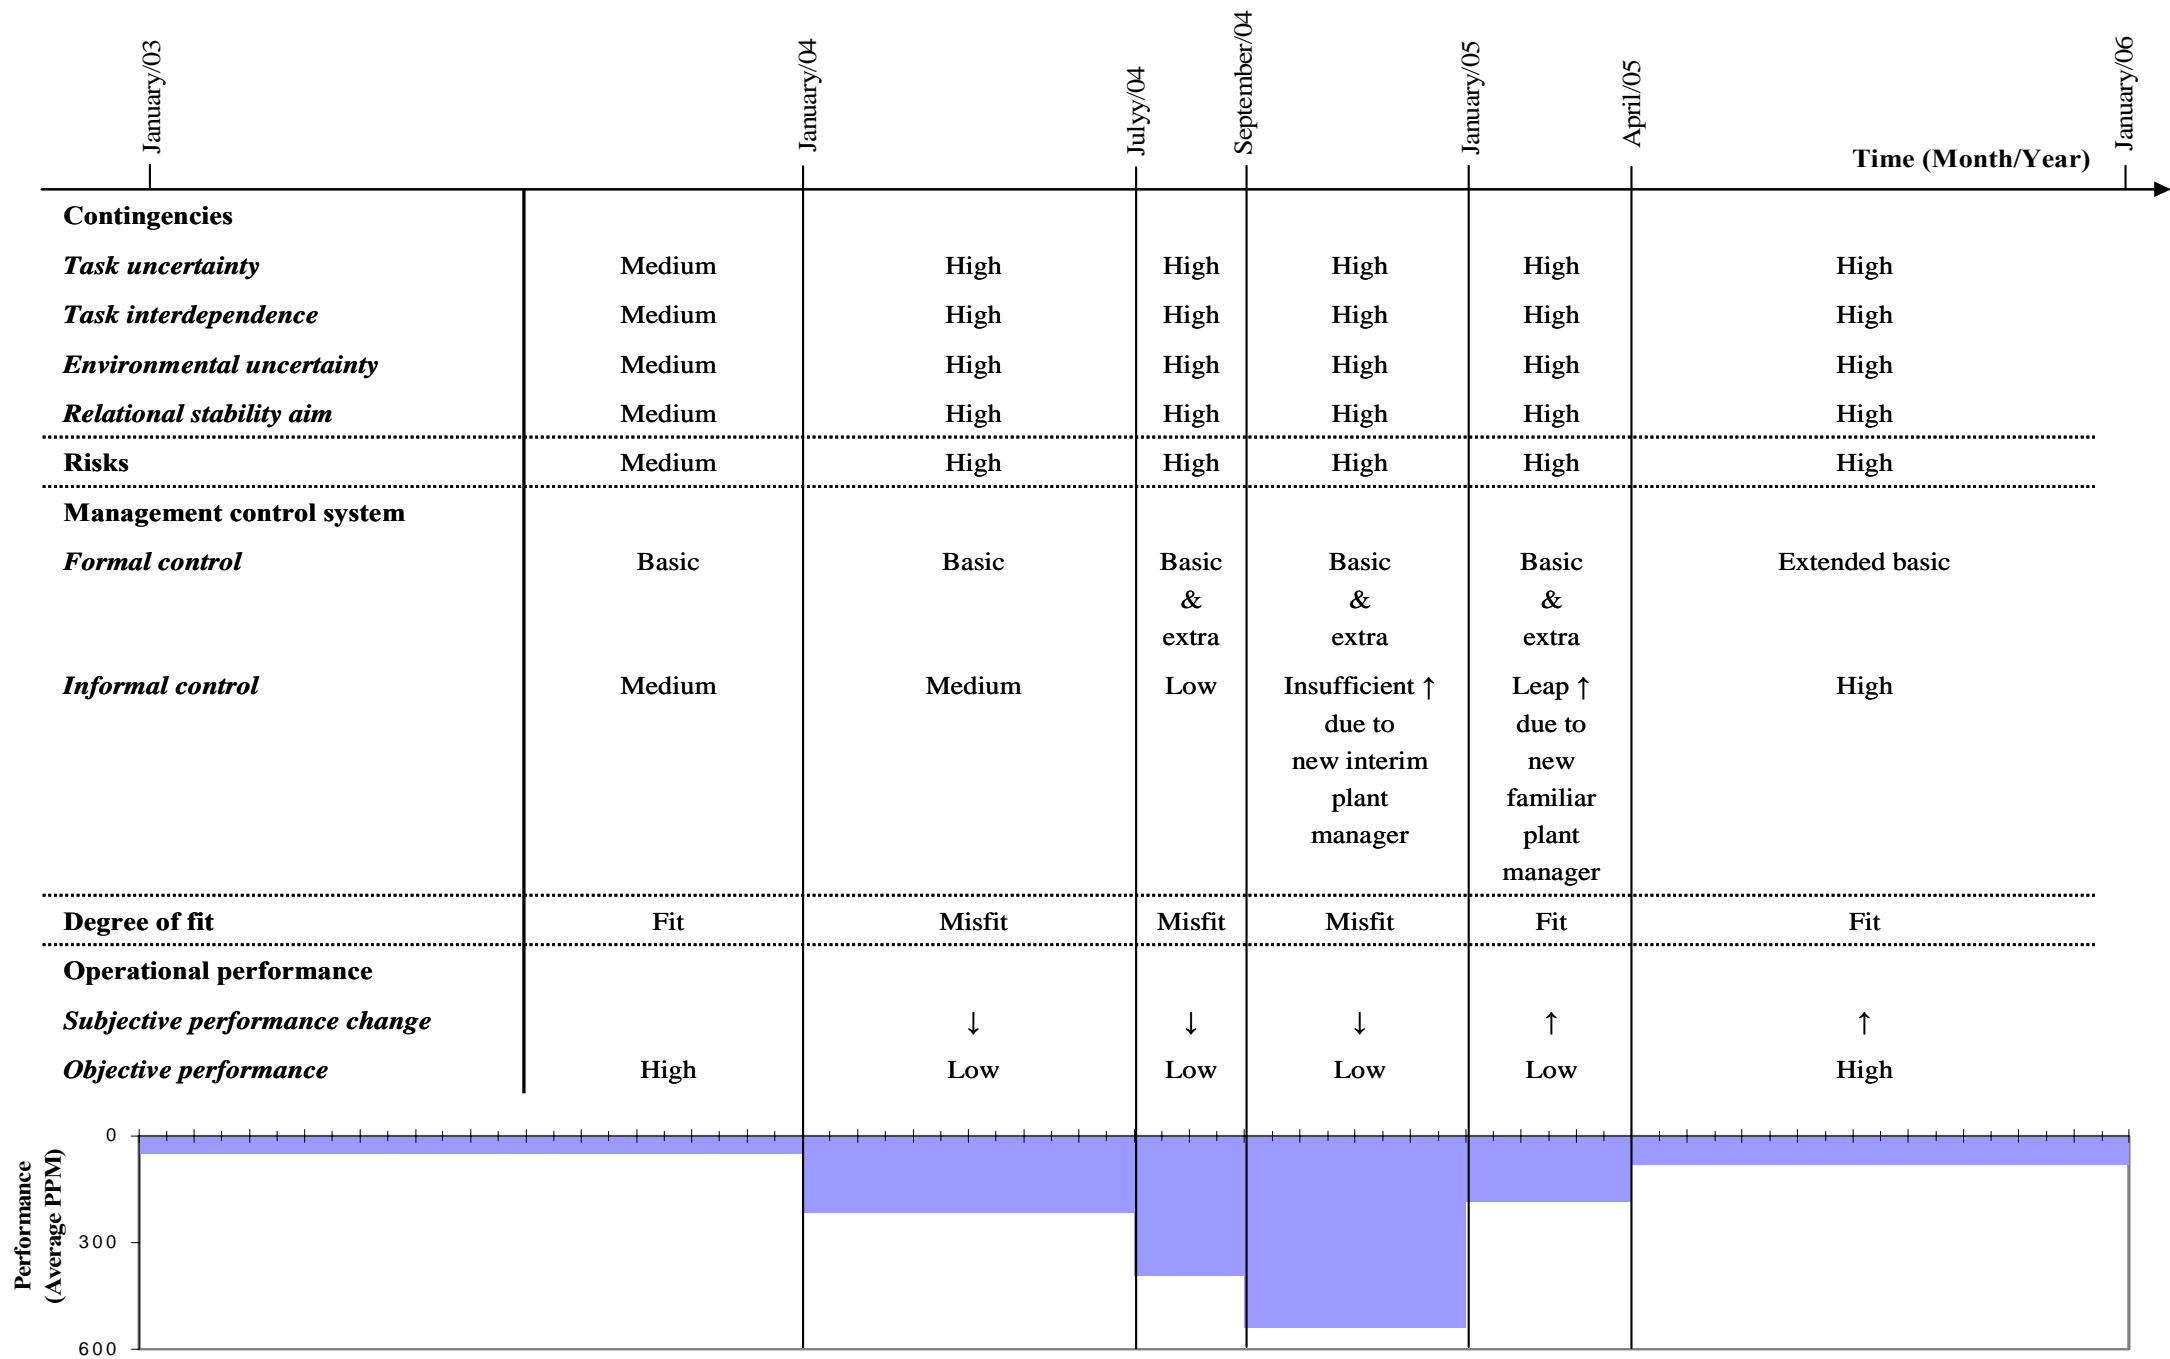 January/03 January/04 Julyy/04 September/04 January/05 April/05 January/06
Time (Month/Year)
Contingencies
Task uncertainty Medium High High High High High
Task interdependence Medium High High High High High
Environmental uncertainty Medium High High High High High
Relational stability aim Medium High High High High High
Risks Medium High High High High High
Management control system
Formal control Basic Basic Basic Basic Basic Extended basic
& & &
extra extra extra
Informal control Medium Medium Low Insufficient ↑ Leap ↑ High
due to due to
new interim new
plant familiar
manager plant
manager
Degree of fit Fit Misfit Misfit Misfit Fit Fit
Operational performance
Subjective performance change ↓ ↓ ↓ ↑ ↑
Objective performance High Low Low Low Low High
Performance
(Average PPM)
0
300
600